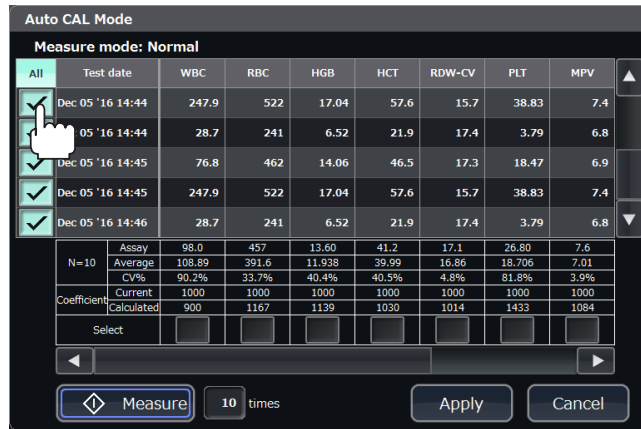 Auto CAL Mode
Measure mode: Normal
All Test date WBC RBC HGB HCT RDW-CV PLT MPV
Dec 05 '16 14:44 247.9 522 17.04 57.6 15.7 38.83 7.4
05 '16 14:44 28.7 241 6.52 21.9 17.4 3.79 6.8
Dec 05 '16 14:45 76.8 462 14.06 46.5 17.3 18.47 6.9
Dec 05 '16 14:45 247.9 522 17.04 57.6 15.7 38.83 7.4
Dec 05 '16 14:46 28.7 241 6.52 21.9 17.4 3.79 6.8
N=10 Assay 98.0 457 13.60 41.2 17.1 26.80 7.6
Average 108.89 391.6 11.938 39.99 16.86 18.706 7.01
CV% 90.2% 33.7% 40.4% 40.5% 4.8% 81.8% 3.9%
Coefficient Current 1000 1000 1000 1000 1000 1000 1000
Calculated 900 1167 1139 1030 1014 1433 1084
Select
Measure 10 times Apply Cancel